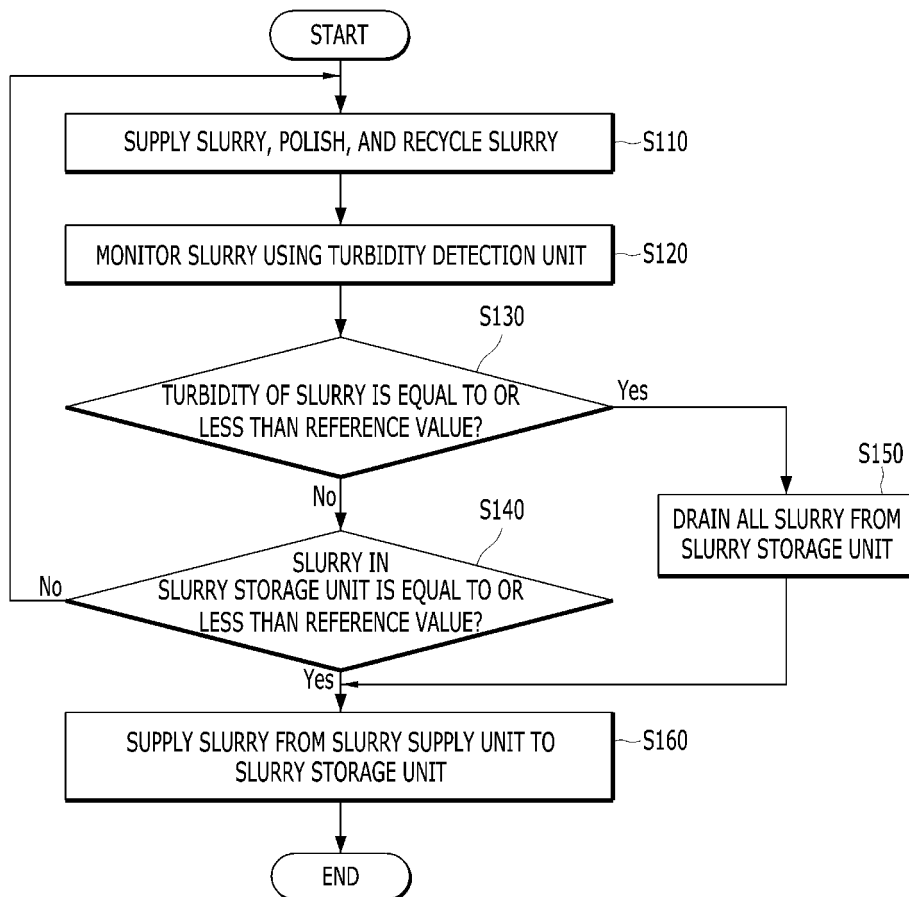 START
SUPPLY SLURRY, POLISH, AND RECYCLE SLURRY
S110
MONITOR SLURRY USING TURBIDITY DETECTION UNIT
S120
S130
TURBIDITY OF SLURRY IS EQUAL TO OR
LESS THAN REFERENCE VALUE?
Yes
No
S150
DRAIN ALL SLURRY FROM
SLURRY STORAGE UNIT
S140
SLURRY IN
SLURRY STORAGE UNIT IS EQUAL TO OR
LESS THAN REFERENCE VALUE?
No
Yes
SUPPLY SLURRY FROM SLURRY SUPPLY UNIT TO
SLURRY STORAGE UNIT
S160
END